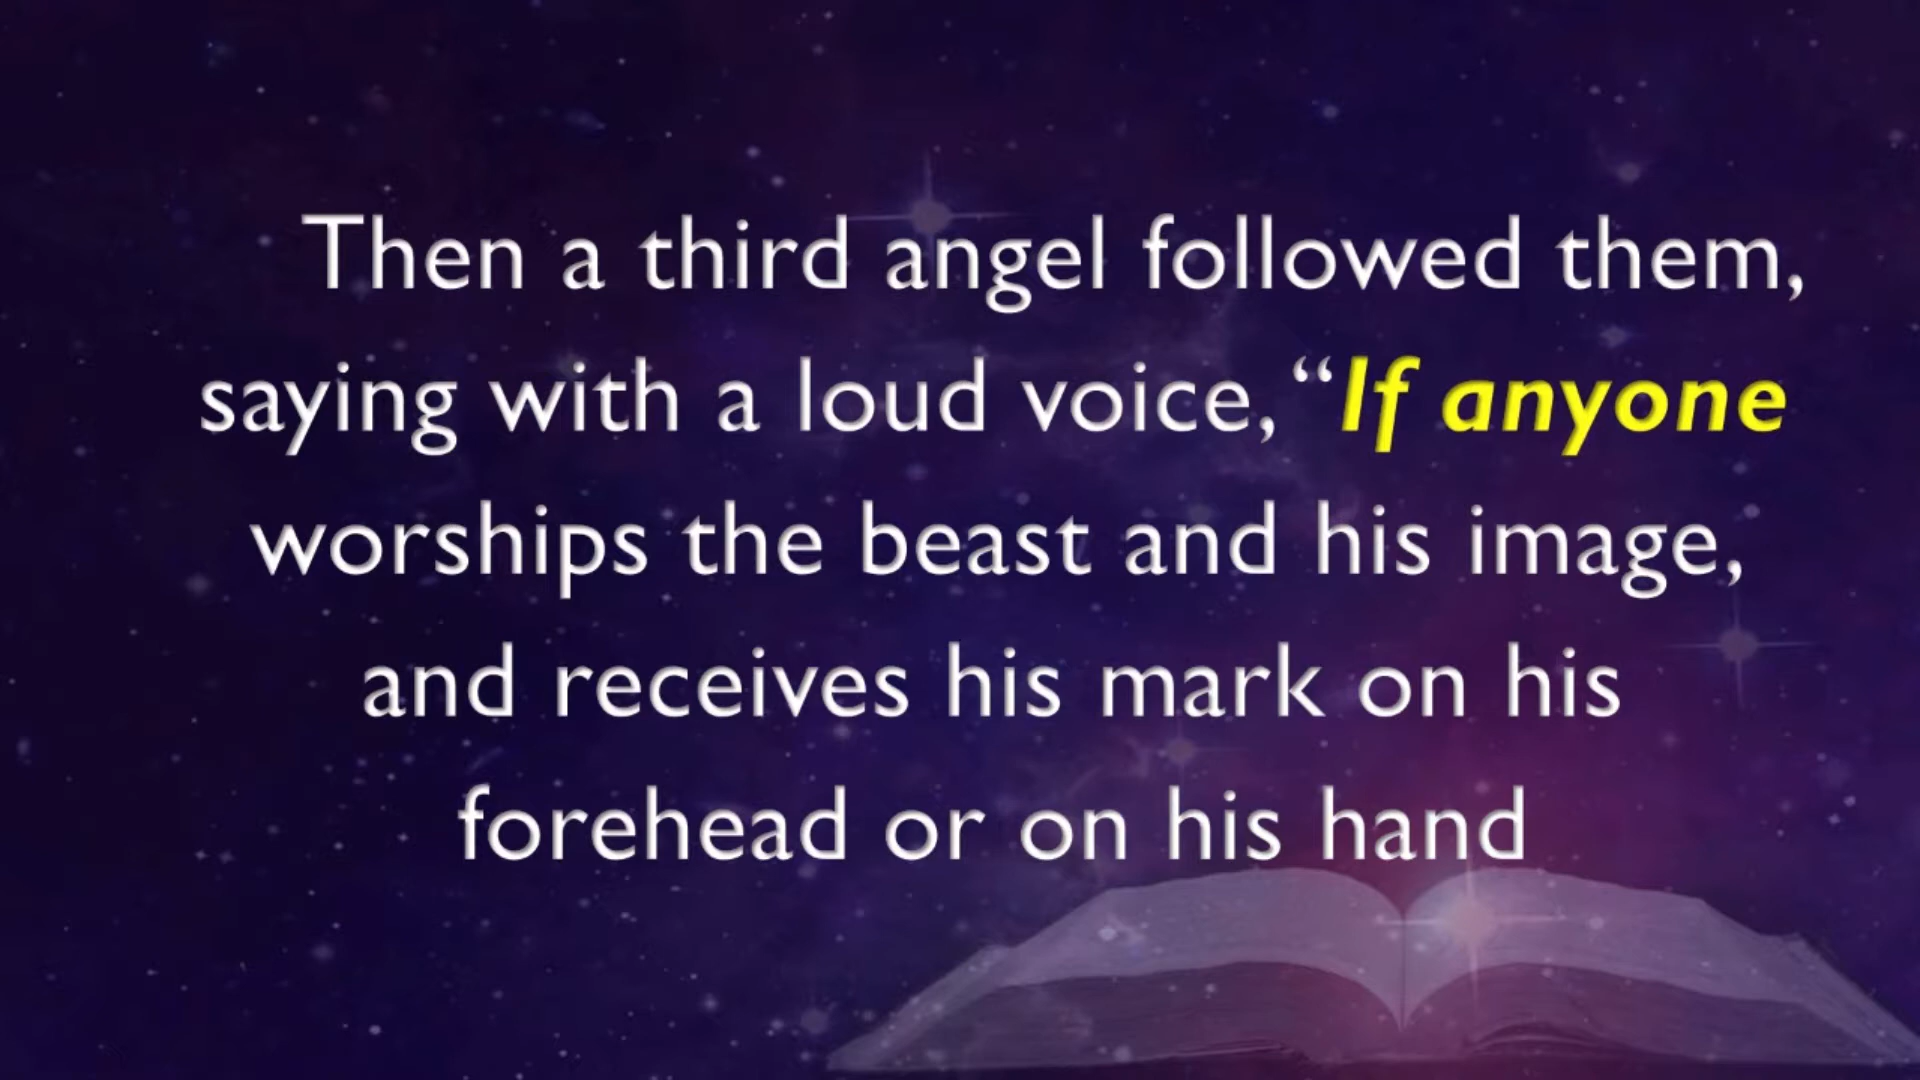 Then a third angel followed them,
saying with a loud voice, “If anyone
worships the beast and his image,
and receives his mark on his
forehead or on his hand